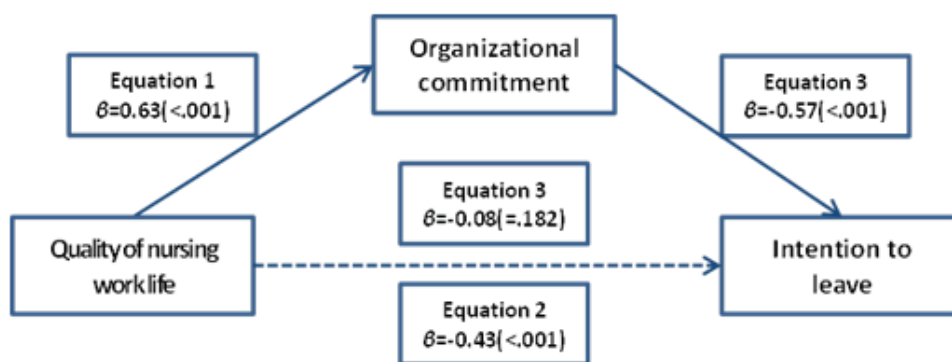 Organizational
commitment
Equation 1
β=0.63(<.001)
Equation 3
β=-0.57(<.001)
Equation 3
β=-0.08(=.182)
Quality of nursing
work life
Intention to
leave
Equation 2
β=-0.43(<.001)